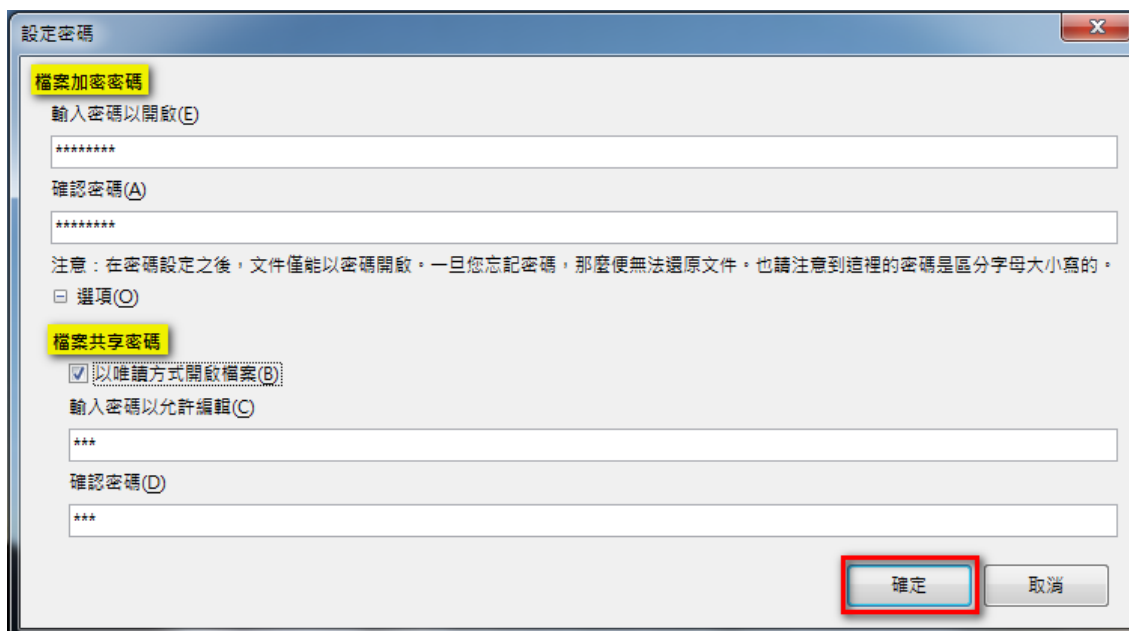 設定密碼
檔案加密密碼
輸入密碼以開啟(E)
********
確認密碼(A)
********
注意：在密碼設定之後，文件僅能以密碼開啟。一旦您忘記密碼，那麼便無法還原文件。也請注意到這裡的密碼是區分字母大小寫的。
選項(O)
檔案共享密碼
以唯讀方式開啟檔案(B)
輸入密碼以允許編輯(C)
***
確認密碼(D)
***
確定 取消